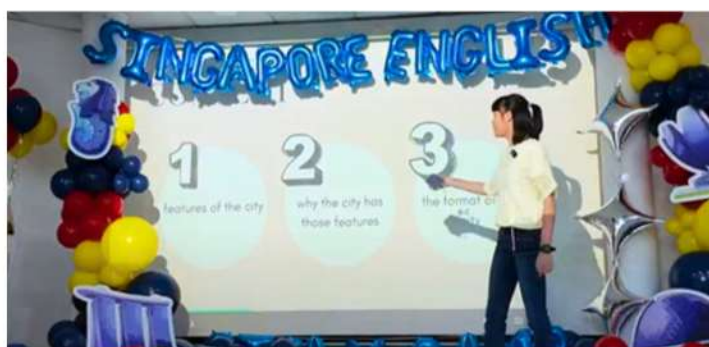 SINGAPORE ENGLISH
1
2
3
features of the city
why the city has
those features
the format of